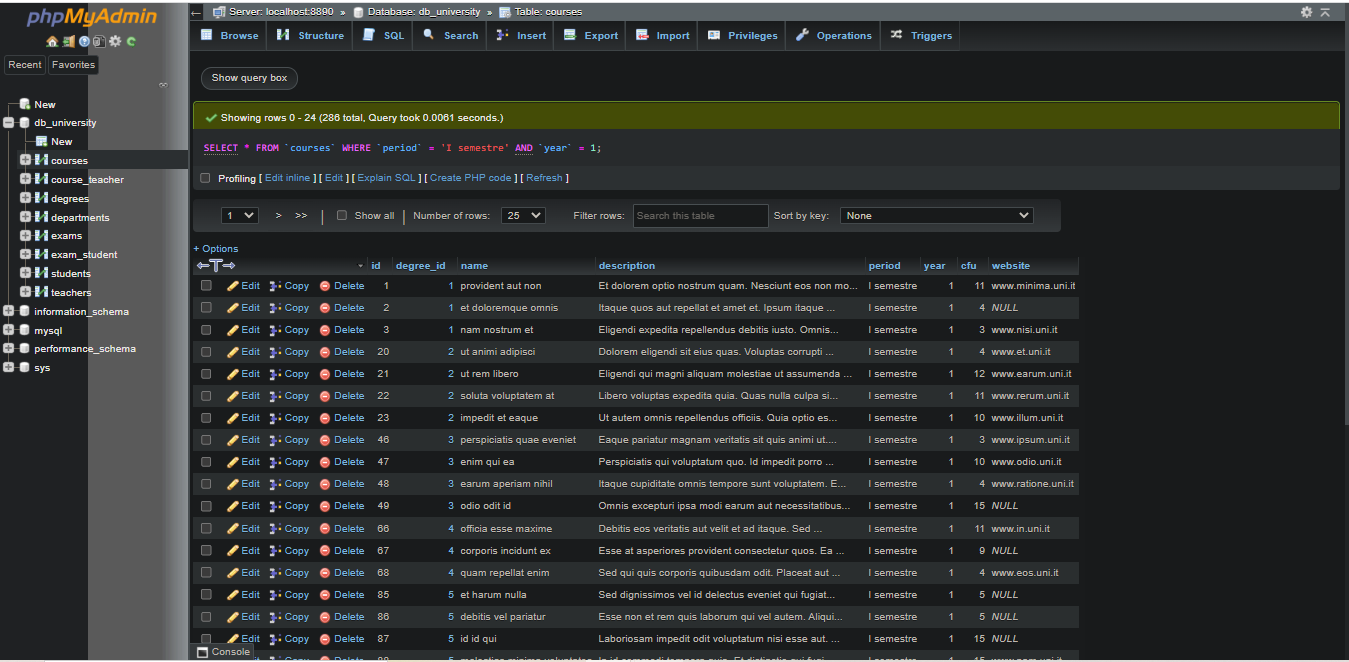 phpMyAdmin
Recent Favorites
New
db_university
New
courses
course_teacher
degrees
departments
exams
exam_student
students
teachers
information_schema
mysql
performance_schema
sys
Server: localhost:8890 » Database: db_university » Table: courses
Browse Structure SQL Search Insert Export Import Privileges Operations Triggers
Show query box
Showing rows 0 - 24 (286 total, Query took 0.0061 seconds.)
SELECT * FROM `courses` WHERE `period` = 'I semestre' AND `year` = 1;
Profiling [ Edit inline ] [ Edit ] [ Explain SQL ] [ Create PHP code ] [ Refresh ]
1 > >> | Show all | Number of rows: 25 Filter rows: Search this table Sort by key: None
+ Options
id degree_id name description period year cfu website
Edit Copy Delete 1 1 provident aut non Et dolorem optio nostrum quam. Nesciunt eos non mo... I semestre 1 11 www.minima.uni.it
Edit Copy Delete 2 1 et doloremque omnis Itaque quos aut repellat et amet et. Ipsum itaque ... I semestre 1 4 NULL
Edit Copy Delete 3 1 nam nostrum et Eligendi expedita repellendus debitis iusto. Omnis... I semestre 1 3 www.nisi.uni.it
Edit Copy Delete 20 2 ut animi adipisci Dolorem eligendi sit eius quas. Voluptas corrupti ... I semestre 1 4 www.et.uni.it
Edit Copy Delete 21 2 ut rem libero Eligendi qui magni aliquam molestiae ut assumenda ... I semestre 1 12 www.earum.uni.it
Edit Copy Delete 22 2 soluta voluptatem at Libero voluptas expedita quia. Quas nulla culpa si... I semestre 1 11 www.rerum.uni.it
Edit Copy Delete 23 2 impedit et eaque Ut autem omnis repellendus officiis. Quia optio es... I semestre 1 10 www.illum.uni.it
Edit Copy Delete 46 3 perspiciatis quae eveniet Eaque pariatur magnam veritatis sit quis animi ut.... I semestre 1 3 www.ipsum.uni.it
Edit Copy Delete 47 3 enim qui ea Perspiciatis qui voluptatum quo. Id impedit porro ... I semestre 1 10 www.odio.uni.it
Edit Copy Delete 48 3 earum aperiam nihil Itaque cupiditate omnis tempore sunt voluptatem. E... I semestre 1 4 www.ratione.uni.it
Edit Copy Delete 49 3 odio odit id Omnis excepturi ipsa modi earum aut necessitatibus... I semestre 1 15 NULL
Edit Copy Delete 66 4 officia esse maxime Debitis eos veritatis aut velit et ad itaque. Sed ... I semestre 1 11 www.in.uni.it
Edit Copy Delete 67 4 corporis incidunt ex Esse at asperiores provident consectetur quos. Ea ... I semestre 1 9 NULL
Edit Copy Delete 68 4 quam repellat enim Sed qui quis corporis quibusdam odit. Placeat aut ... I semestre 1 4 www.eos.uni.it
Edit Copy Delete 85 5 et harum nulla Sed dignissimos vel id delectus eveniet qui fugiat... I semestre 1 5 NULL
Edit Copy Delete 86 5 debitis vel pariatur Esse non et rem quis laborum qui vel autem. Aliqui... I semestre 1 5 NULL
Edit Copy Delete 87 5 id id qui Laboriosam impedit odit voluptatum nisi esse aut. ... I semestre 1 15 NULL
Console